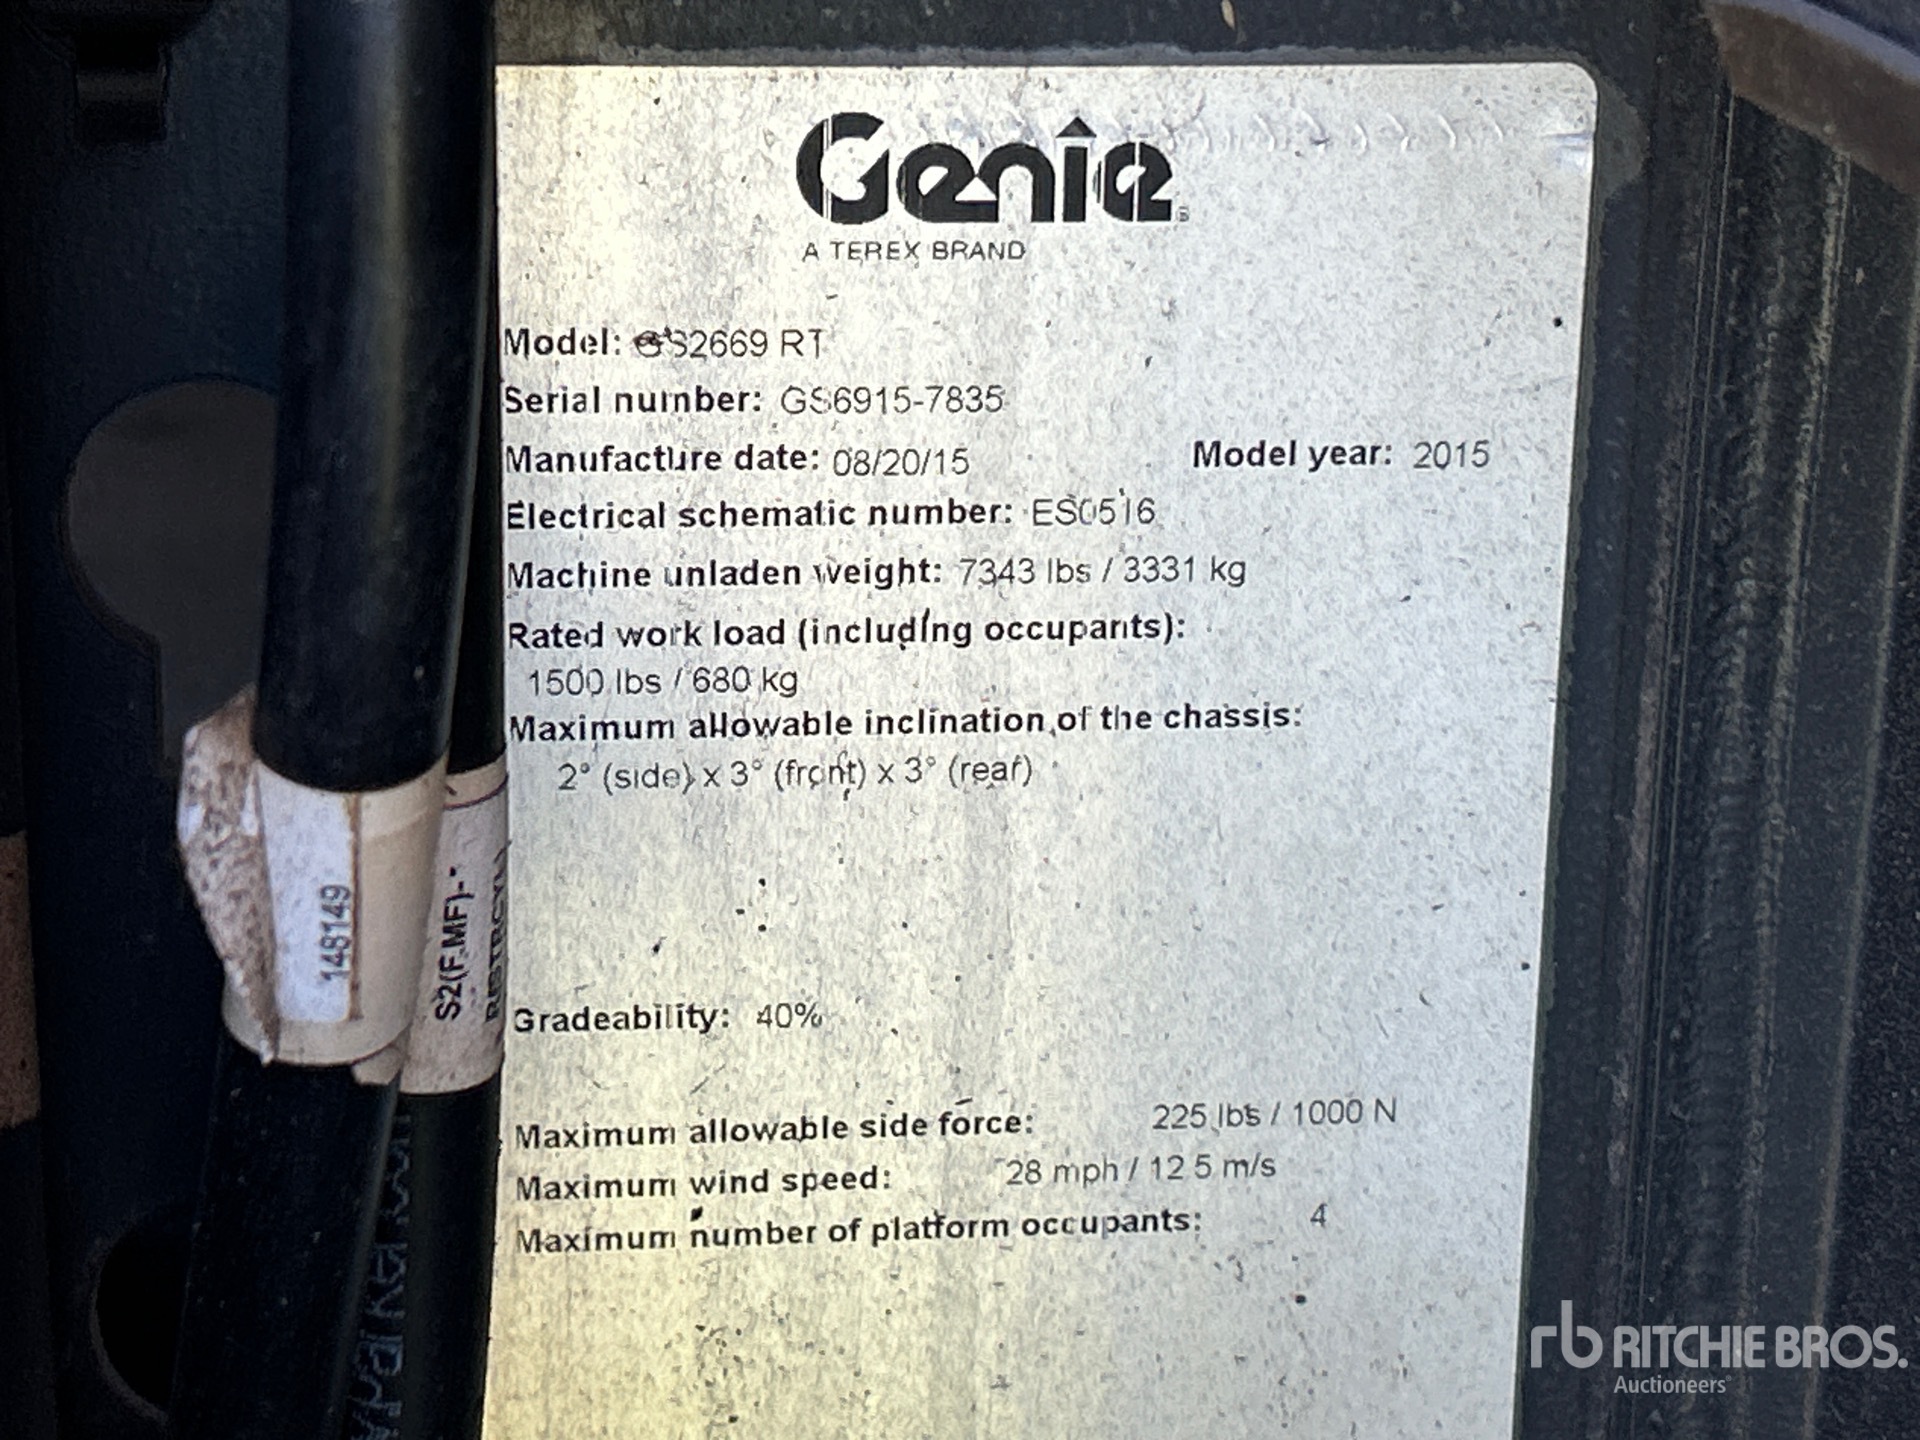 Genie
A TEREX BRAND
Model: GS2669 RT
Serial number: GS6915-7835
Manufacture date: 08/20/15 Model year: 2015
Electrical schematic number: ES0516
Machine unladen weight: 7343 lbs / 3331 kg
Rated work load (including occupants):
1500 lbs / 680 kg
Maximum allowable inclination of the chassis:
2° (side) x 3° (front) x 3° (rear)
Gradeability: 40%
Maximum allowable side force: 225 lbs / 1000 N
Maximum wind speed: 28 mph / 12.5 m/s
Maximum number of platform occupants: 4
148149
S2(F.MF)-
rb RITCHIE BROS.
Auctioneers